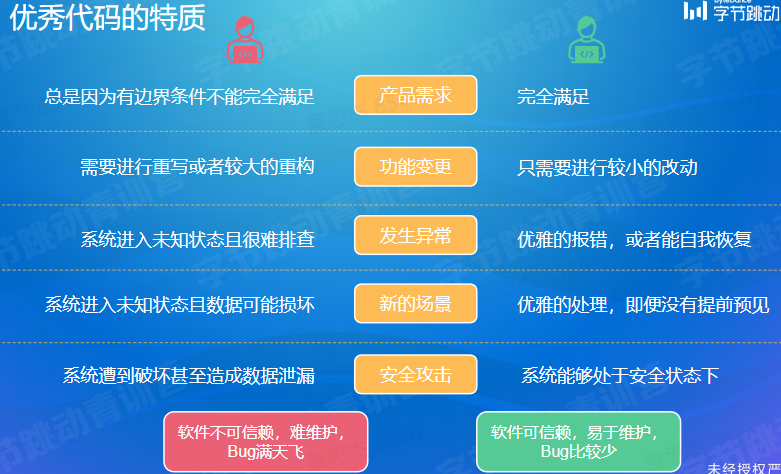 优秀代码的特质
ByteDance
字节跳动
总是因为有边界条件不能完全满足
产品需求
完全满足
需要进行重写或者较大的重构
功能变更
只需要进行较小的改动
系统进入未知状态且很难排查
发生异常
优雅的报错，或者能自我恢复
系统进入未知状态且数据可能损坏
新的场景
优雅的处理，即便没有提前预见
系统遭到破坏甚至造成数据泄漏
安全攻击
系统能够处于安全状态下
软件不可信赖，难维护，
Bug满天飞
软件可信赖，易于维护，
Bug比较少
未经授权严